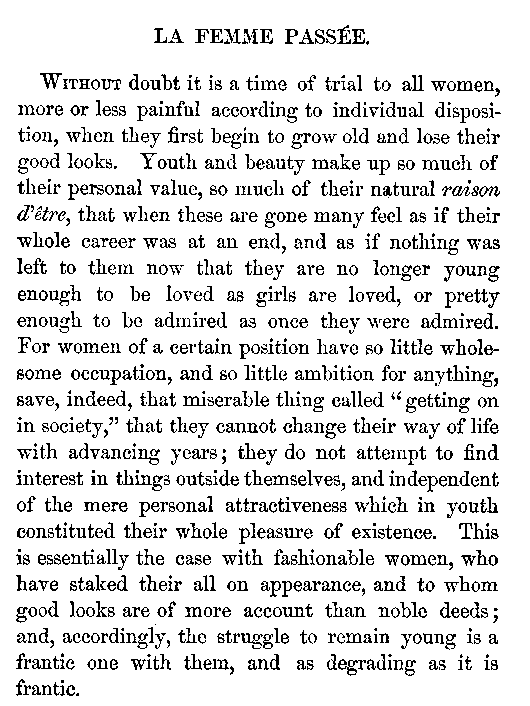 LA FEMME PASSÉE.
WITHOUT doubt it is a time of trial to all women,
more or less painful according to individual disposi-
tion, when they first begin to grow old and lose their
good looks. Youth and beauty make up so much of
their personal value, so much of their natural raison
d'être, that when these are gone many feel as if their
whole career was at an end, and as if nothing was
left to them now that they are no longer young
enough to be loved as girls are loved, or pretty
enough to be admired as once they were admired.
For women of a certain position have so little whole-
some occupation, and so little ambition for anything,
save, indeed, that miserable thing called "getting on
in society," that they cannot change their way of life
with advancing years; they do not attempt to find
interest in things outside themselves, and independent
of the mere personal attractiveness which in youth
constituted their whole pleasure of existence. This
is essentially the case with fashionable women, who
have staked their all on appearance, and to whom
good looks are of more account than noble deeds;
and, accordingly, the struggle to remain young is a
frantic one with them, and as degrading as it is
frantic.